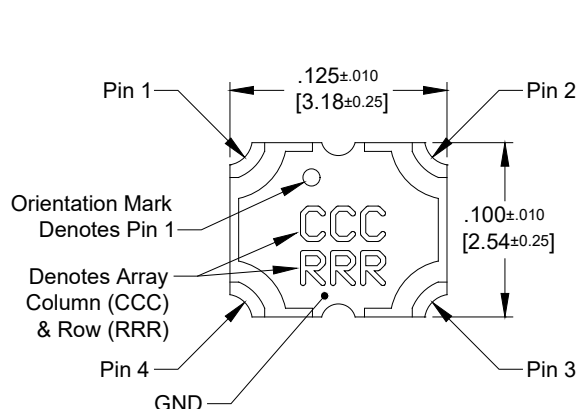 .125±.010
[3.18±0.25]
Pin 1
Pin 2
Orientation Mark
Denotes Pin 1
CCC
RRR
.100±.010
[2.54±0.25]
Denotes Array
Column (CCC)
& Row (RRR)
Pin 4
Pin 3
GND